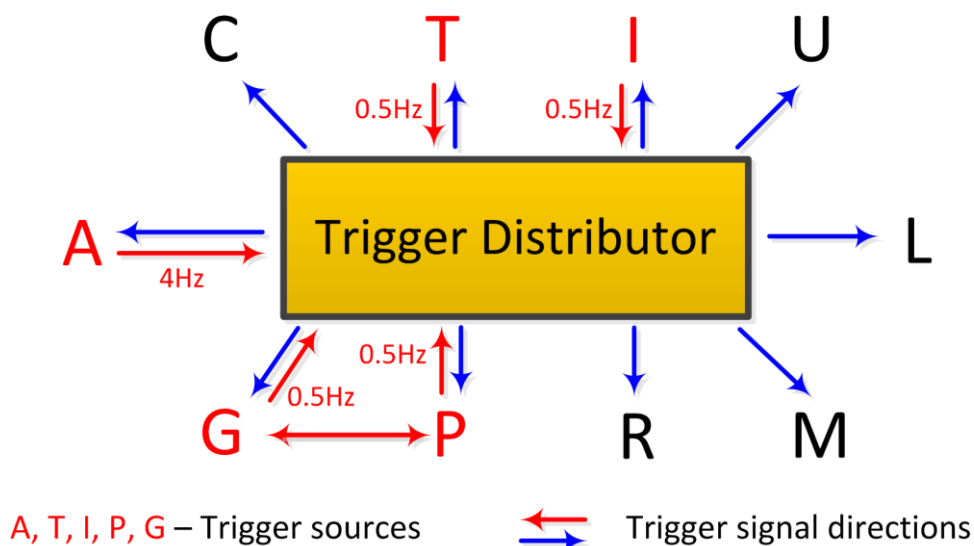 C T I U
0.5Hz 0.5Hz
A Trigger Distributor L
4Hz
0.5Hz
0.5Hz
G P R M
A, T, I, P, G – Trigger sources Trigger signal directions